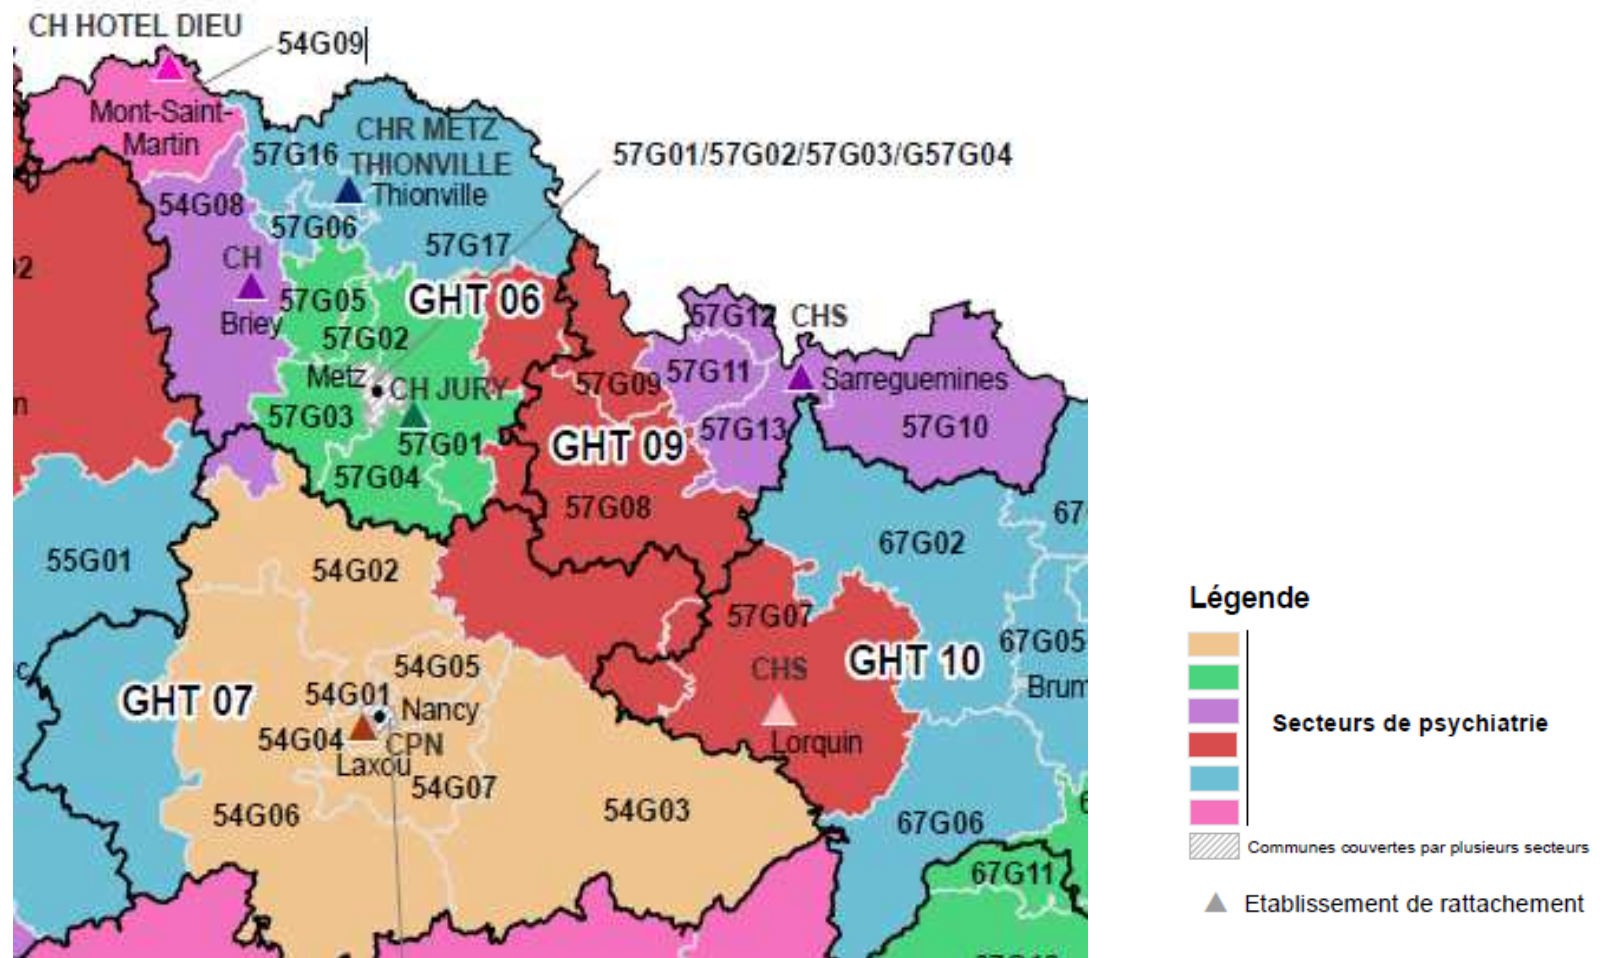 CH HOTEL DIEU
54G09
Mont-Saint-
Martin
57G16
CHR METZ
THIONVILLE
Thionville
57G01/57G02/57G03/G57G04
54G08
57G06
57G17
CH
Briey
57G05
GHT 06
57G02
57G12
CHS
Metz
CH JURY
57G09
57G11
Sarreguemines
57G03
57G01
GHT 09
57G13
57G10
57G04
57G08
55G01
54G02
67G02
57G07
67G05
54G05
CHS
GHT 10
GHT 07
54G01
Nancy
Lorquin
54G04
CPN
Laxou
54G07
54G06
54G03
67G06
67G11
Légende
Secteurs de psychiatrie
Communes couvertes par plusieurs secteurs
Etablissement de rattachement